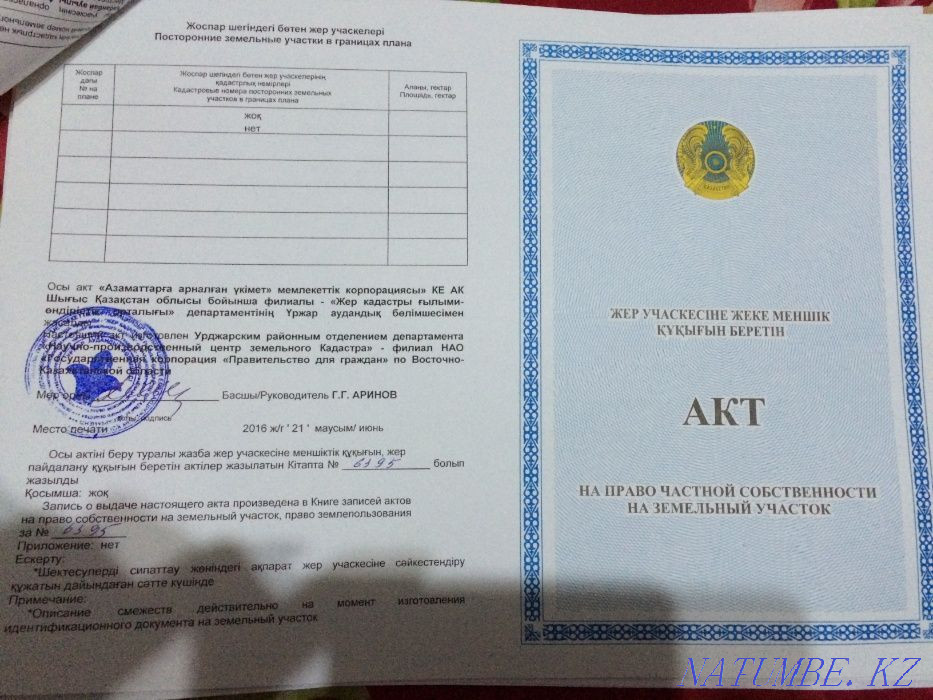 Жоспар шегіндегі бөтен жер учаскелері
Посторонние земельные участки в границах плана
Жоспар
дағы
№ на
плане
Жоспар шегіндегі бөтен жер учаскелерінің
кадастрлық нөмірлері
Кадастровые номера посторонних земельных
участков в границах плана
Алаңы, гектар
Площадь, гектар
жоқ
нет
Осы акт «Азаматтарға арналған үкімет» мемлекеттік корпорациясы» КЕ АК
Шығыс Қазақстан облысы бойынша филиалы - «Жер кадастры ғылыми-
өндірістік орталығы» департаментінің Үржар аудандық бөлімшесімен
жасалды
Настоящий акт изготовлен Урджарским районным отделением департамента
«Научно-производственный центр земельного Кадастра» - филиал НАО
«Государственная корпорация «Правительство для граждан» по Восточно-
Казахстанской области
Мөр орны Басшы/Руководитель Г.Г. АРИНОВ
подпись
Место печати 2016 ж/г ' 21 ' маусым/ июнь
Осы актіні беру туралы жазба жер учаскесіне меншіктік құқығын, жер
пайдалану құқығын беретін актілер жазылатын Кітапта № 6395 болып
жазылды
Қосымша: жоқ
Запись о выдаче настоящего акта произведена в Книге записей актов
на право собственности на земельный участок, право землепользования
за № 6395
Приложение: нет
Ескерту:
*Шектесулерді сипаттау жөніндегі ақпарат жер учаскесіне сәйкестендіру
құжатын дайындаған сәтте күшінде
Примечание:
*Описание смежеств действительно на момент изготовления
идентификационного документа на земельный участок
ҚАЗАҚСТАН
ЖЕР УЧАСКЕСІНЕ ЖЕКЕ МЕНШІК
ҚҰҚЫҒЫН БЕРЕТІН
АКТ
НА ПРАВО ЧАСТНОЙ СОБСТВЕННОСТИ
НА ЗЕМЕЛЬНЫЙ УЧАСТОК
NATUMBE.KZ